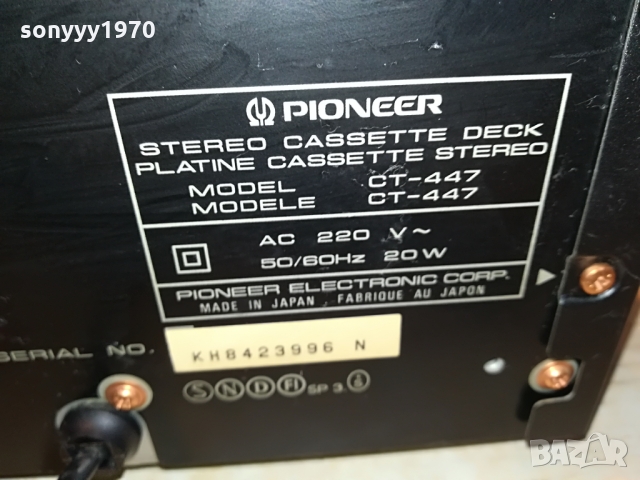 sonyyy1970
PIONEER
STEREO CASSETTE DECK
PLATINE CASSETTE STEREO
MODEL CT-447
MODELE CT-447
AC 220 V~
50/60Hz 20W
PIONEER ELECTRONIC CORP.
MADE IN JAPAN, FABRIQUE AU JAPON
SERIAL NO. KH8423996 N
S N D FI SP 3
BAZAR